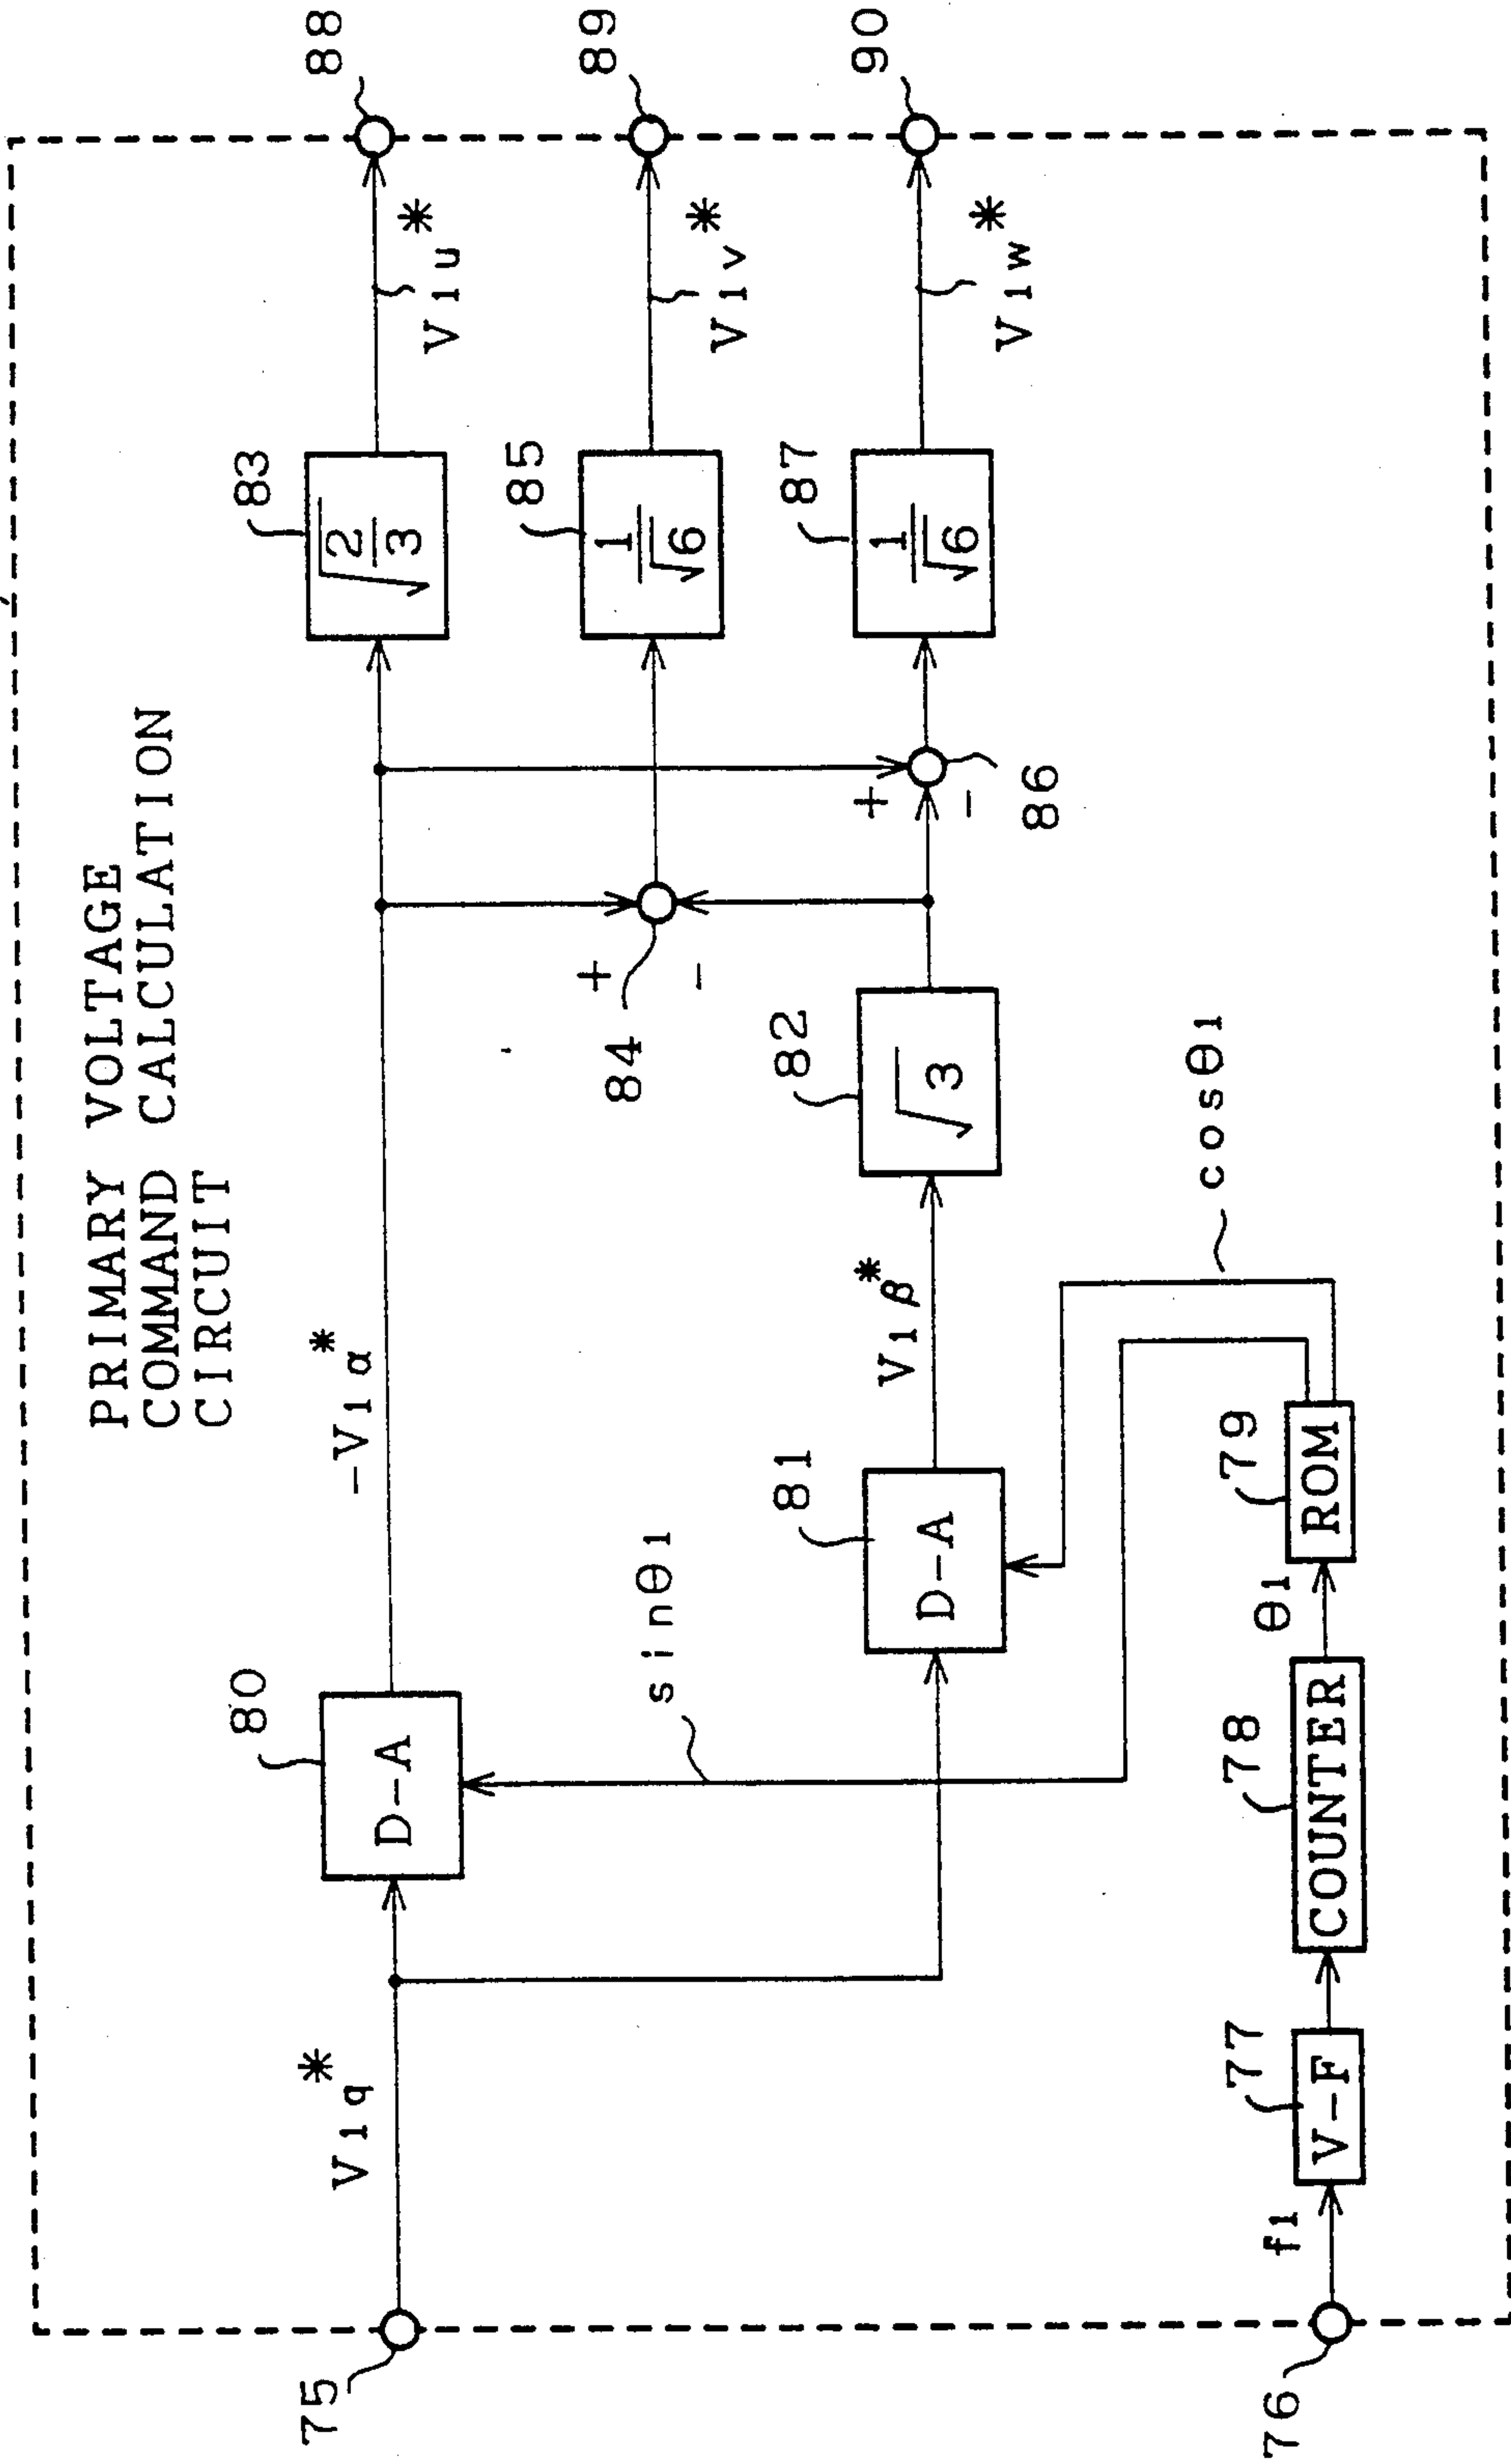 PRIMARY VOLTAGE
COMMAND CALCULATION
CIRCUIT
75
V1q*
80
D-A
-V1α*
83
√2/3
V1u*
88
84
+
-
85
1/√6
V1v*
89
sinθ1
81
D-A
V1β*
82
√3
+
-
86
87
1/√6
V1w*
90
cosθ1
76
f1
77
V-F
78
COUNTER
θ1
79
ROM